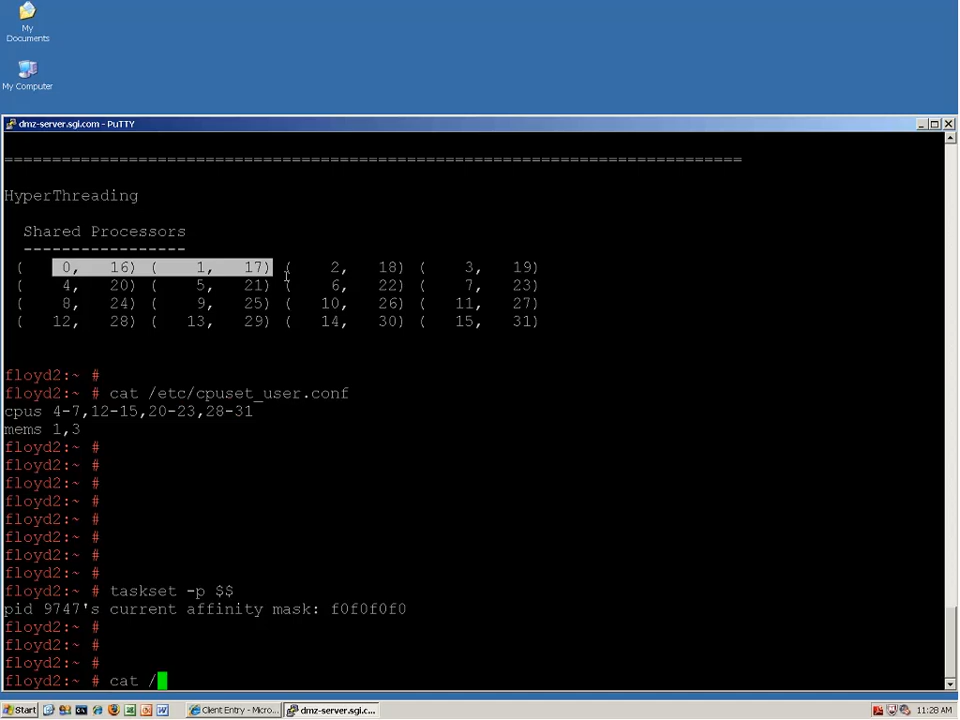 My
Documents
My Computer
dmz-server.sgi.com - PuTTY
==============================================================================
HyperThreading
Shared Processors
-----------------
( 0, 16) ( 1, 17) ( 2, 18) ( 3, 19)
( 4, 20) ( 5, 21) ( 6, 22) ( 7, 23)
( 8, 24) ( 9, 25) ( 10, 26) ( 11, 27)
( 12, 28) ( 13, 29) ( 14, 30) ( 15, 31)
floyd2:~ #
floyd2:~ # cat /etc/cpuset_user.conf
cpus 4-7,12-15,20-23,28-31
mems 1,3
floyd2:~ #
floyd2:~ #
floyd2:~ #
floyd2:~ #
floyd2:~ #
floyd2:~ #
floyd2:~ #
floyd2:~ #
floyd2:~ # taskset -p $$
pid 9747's current affinity mask: f0f0f0f0
floyd2:~ #
floyd2:~ #
floyd2:~ #
floyd2:~ # cat /
Start Client Entry - Micro... dmz-server.sgi.c... 11:28 AM